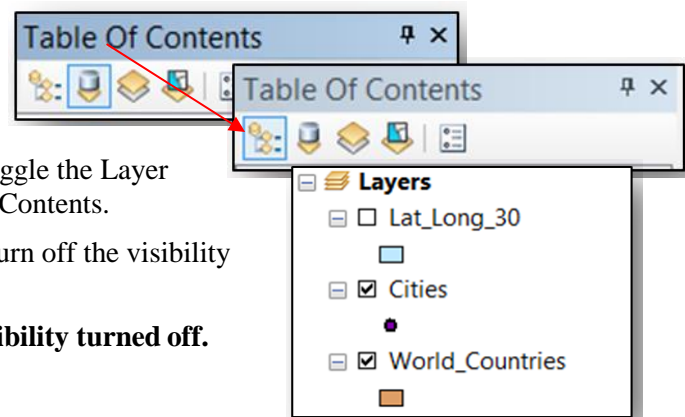 Table Of Contents
Table Of Contents
ggle the Layer
Contents.
urn off the visibility
ibility turned off.
Layers
Lat_Long_30
Cities
World_Countries